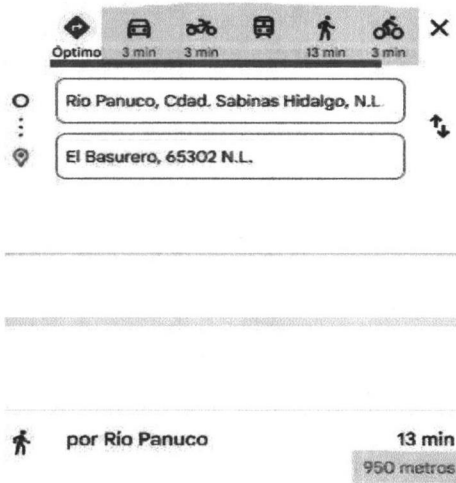 Óptimo 3 min 3 min 13 min 3 min
Rio Panuco, Cdad. Sabinas Hidalgo, N.L.
El Basurero, 65302 N.L.
por Rio Panuco 13 min
950 metros